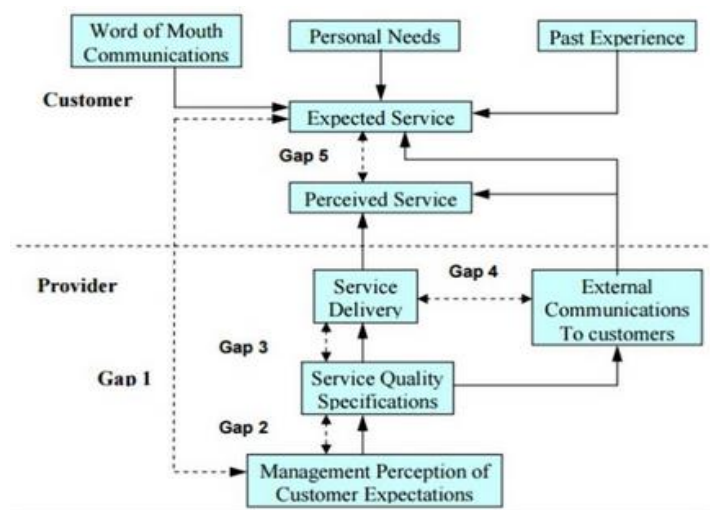 Word of Mouth
Communications
Personal Needs
Past Experience
Customer
Expected Service
Gap 5
Perceived Service
Provider
Service
Delivery
Gap 4
External
Communications
To customers
Gap 3
Gap 1
Service Quality
Specifications
Gap 2
Management Perception of
Customer Expectations